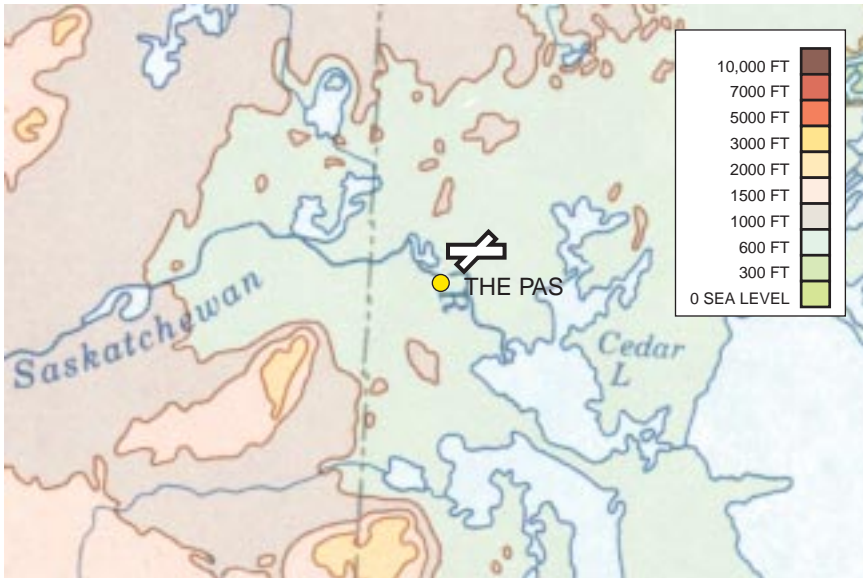 10,000 FT
7000 FT
5000 FT
3000 FT
2000 FT
1500 FT
1000 FT
600 FT
300 FT
0 SEA LEVEL
THE PAS
Saskatchewan
Cedar
L